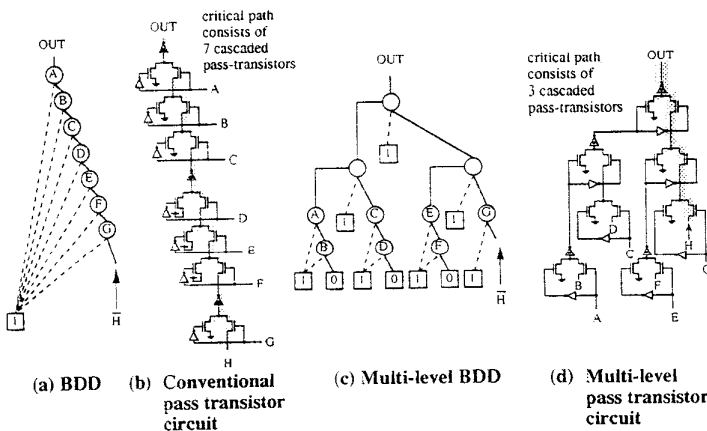 OUT
A
B
C
D
E
F
G
1
H
(a) BDD
critical path
consists of
7 cascaded
pass-transistors
OUT
A
B
C
D
E
F
G
H
(b) Conventional
pass transistor
circuit
OUT
1
A
1
C
E
1
G
B
D
F
1
0
1
0
1
0
1
H
(c) Multi-level BDD
critical path
consists of
3 cascaded
pass-transistors
OUT
D
C
H
G
B
F
A
E
(d) Multi-level
pass transistor
circuit